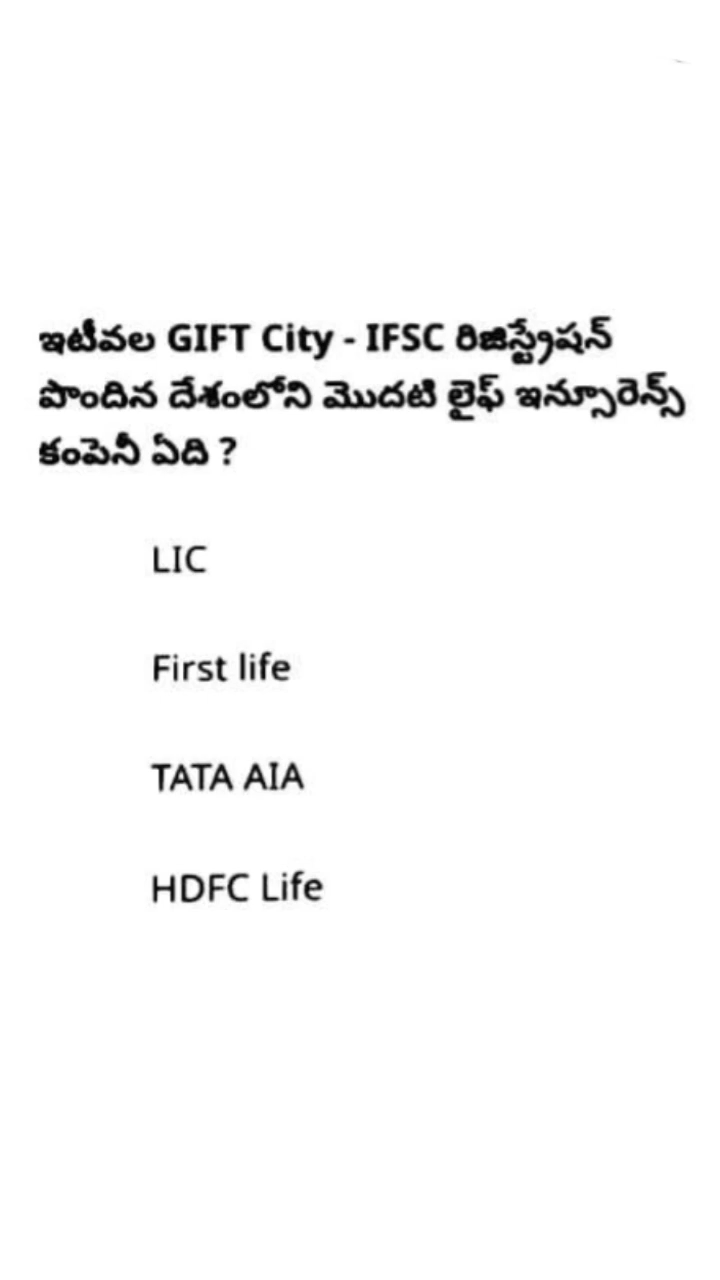 ఇటీవల GIFT City - IFSC రిజిస్ట్రేషన్
పొందిన దేశంలోని మొదటి లైఫ్ ఇన్సూరెన్స్
కంపెనీ ఏది ?
LIC
First life
TATA AIA
HDFC Life